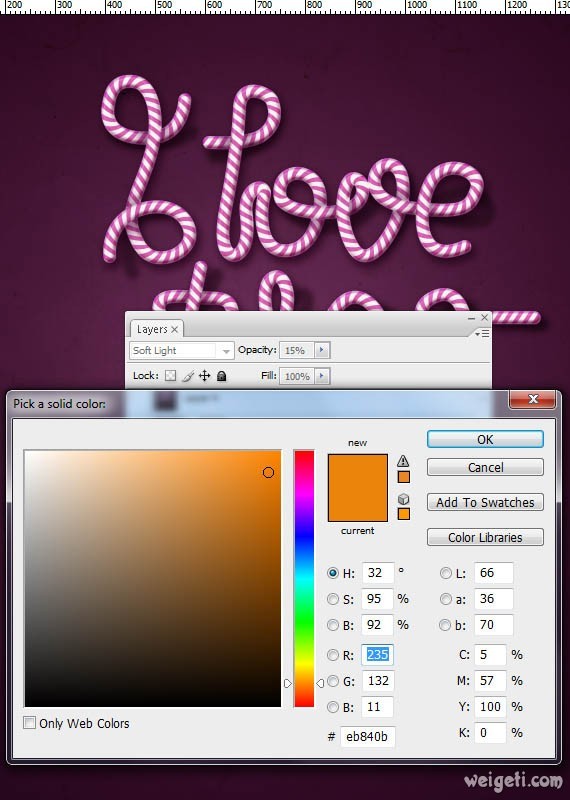 200 300 400 500 600 700 800 900 1000 1100 1200
I love
Layers
Soft Light Opacity: 15%
Lock: Fill: 100%
Pick a solid color:
new
current
OK
Cancel
Add To Swatches
Color Libraries
H: 32 ° L: 66
S: 95 % a: 36
B: 92 % b: 70
R: 235 C: 5 %
G: 132 M: 57 %
B: 11 Y: 100 %
# eb840b K: 0 %
Only Web Colors
weigeti.com